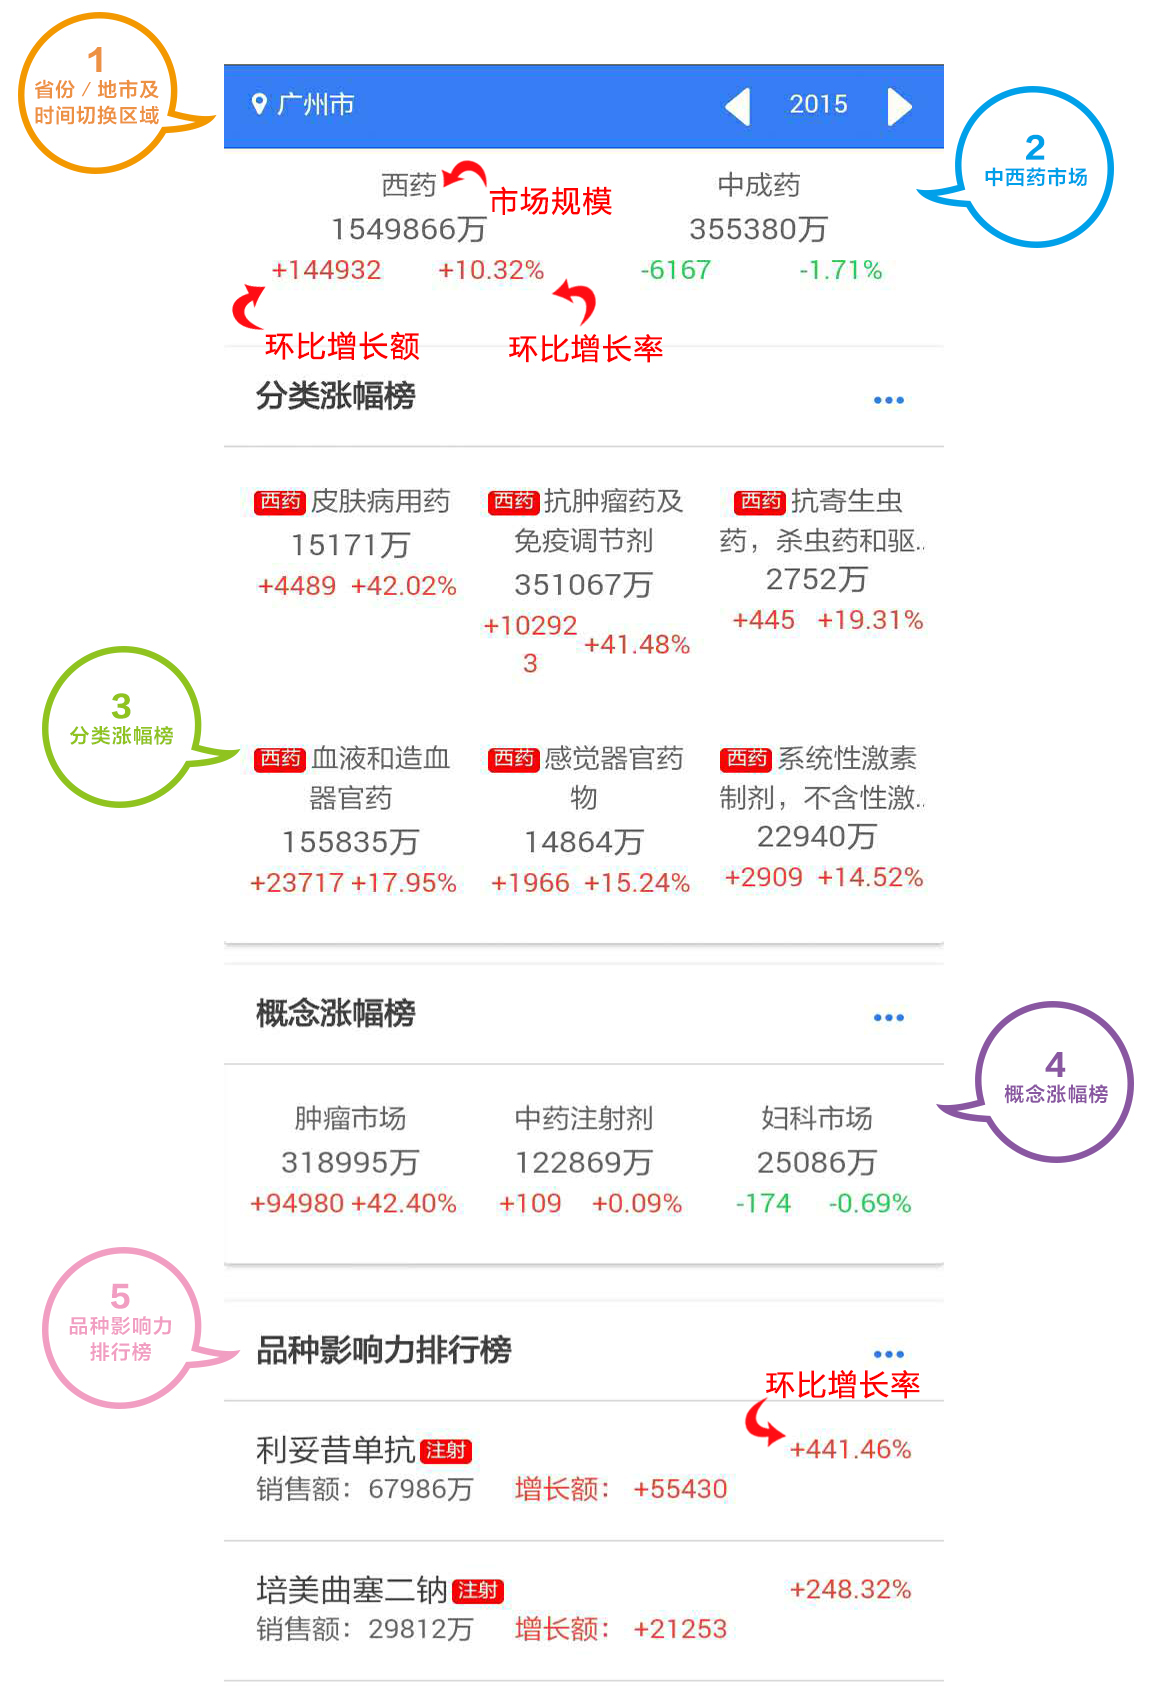 1
省份 / 地市及
时间切换区域
广州市
2015
2
中西药市场
西药
市场规模
中成药
1549866万
355380万
+144932
+10.32%
-6167
-1.71%
环比增长额
环比增长率
分类涨幅榜
西药 皮肤病用药
15171万
+4489 +42.02%
西药 抗肿瘤药及
免疫调节剂
351067万
+10292
3
+41.48%
西药 抗寄生虫
药，杀虫药和驱..
2752万
+445 +19.31%
3
分类涨幅榜
西药 血液和造血
器官药
155835万
+23717 +17.95%
西药 感觉器官药
物
14864万
+1966 +15.24%
西药 系统性激素
制剂，不含性激..
22940万
+2909 +14.52%
概念涨幅榜
4
概念涨幅榜
肿瘤市场
318995万
+94980 +42.40%
中药注射剂
122869万
+109 +0.09%
妇科市场
25086万
-174 -0.69%
5
品种影响力
排行榜
品种影响力排行榜
环比增长率
利妥昔单抗 注射
+441.46%
销售额：67986万 增长额：+55430
培美曲塞二钠 注射
+248.32%
销售额：29812万 增长额：+21253